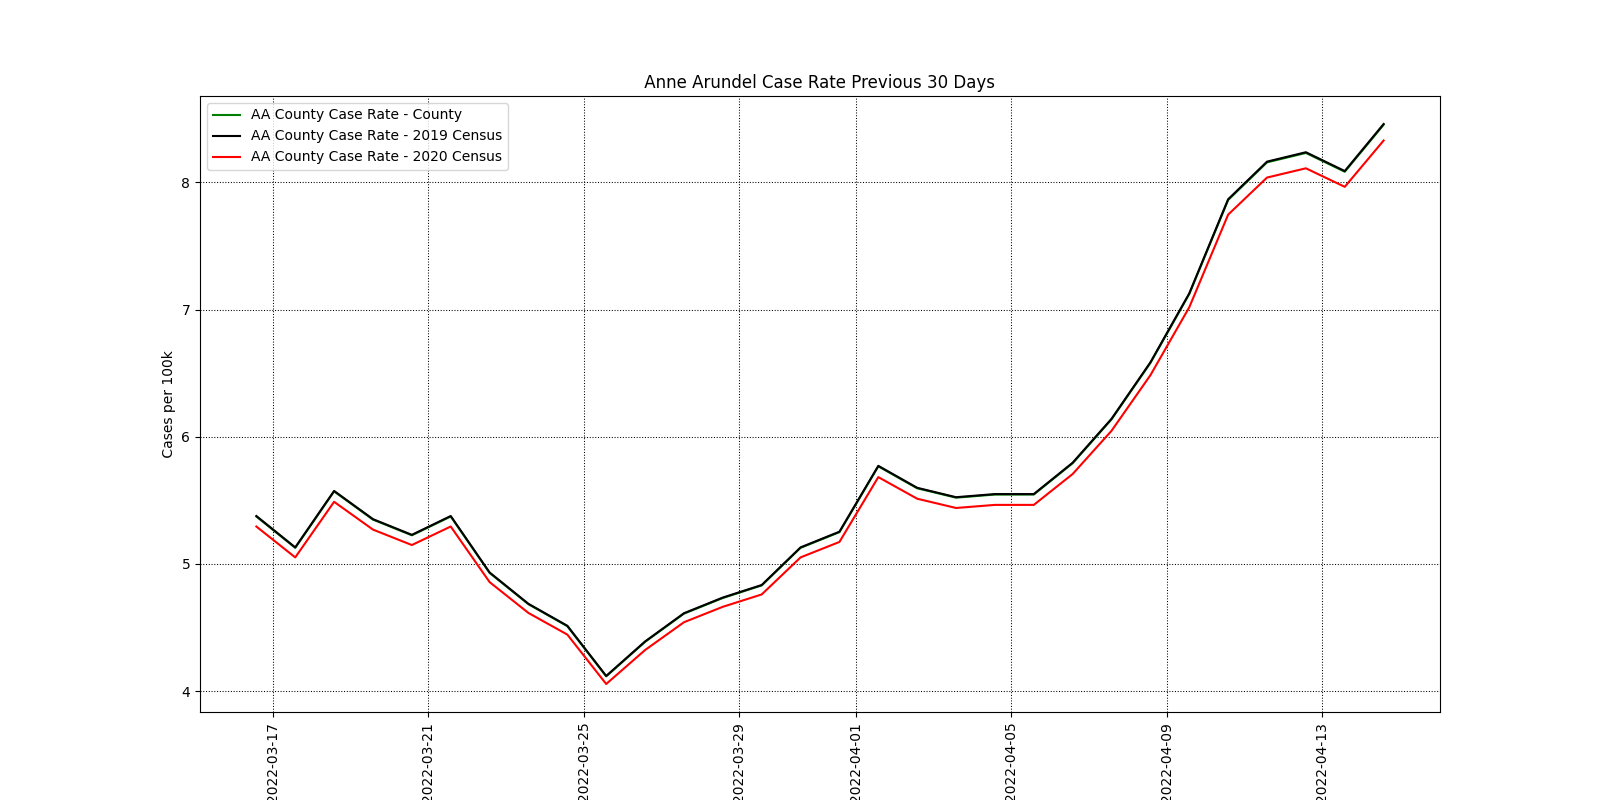 Anne Arundel Case Rate Previous 30 Days
AA County Case Rate - County
AA County Case Rate - 2019 Census
AA County Case Rate - 2020 Census
Cases per 100k
8
7
6
5
4
2022-03-17
2022-03-21
2022-03-25
2022-03-29
2022-04-01
2022-04-05
2022-04-09
2022-04-13